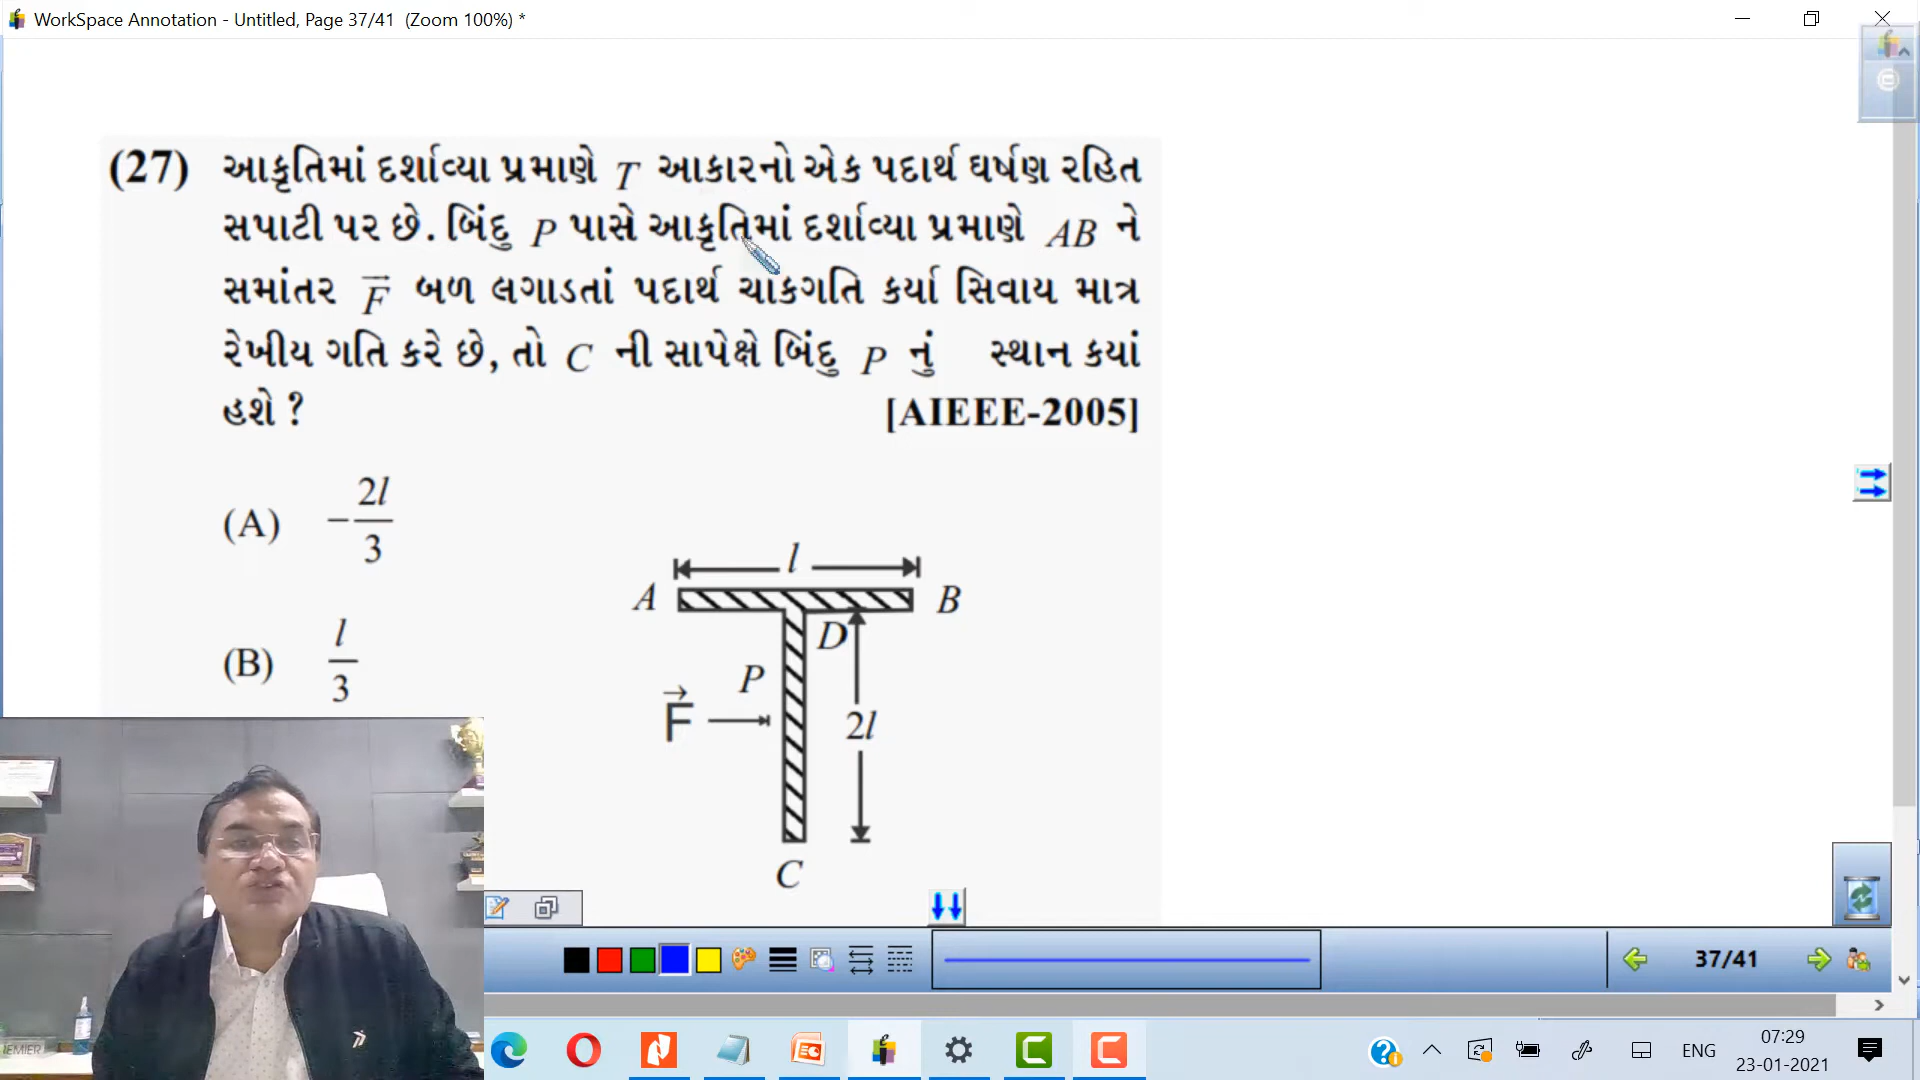 WorkSpace Annotation - Untitled, Page 37/41 (Zoom 100%) *
(27) આકૃતિમાં દર્શાવ્યા પ્રમાણે T આકારનો એક પદાર્થ ઘર્ષણ રહિત
સપાટી પર છે. બિંદુ P પાસે આકૃતિમાં દર્શાવ્યા પ્રમાણે AB ને
સમાંતર F⃗ બળ લગાડતાં પદાર્થ ચાકગતિ કર્યા સિવાય માત્ર
રેખીય ગતિ કરે છે, તો C ની સાપેક્ષે બિંદુ P નું સ્થાન કયાં
હશે ? [AIEEE-2005]
(A) −2l/3
(B) l/3
l
A B
D
P
F⃗
2l
C
37/41
EMIER
ENG
07:29
23-01-2021